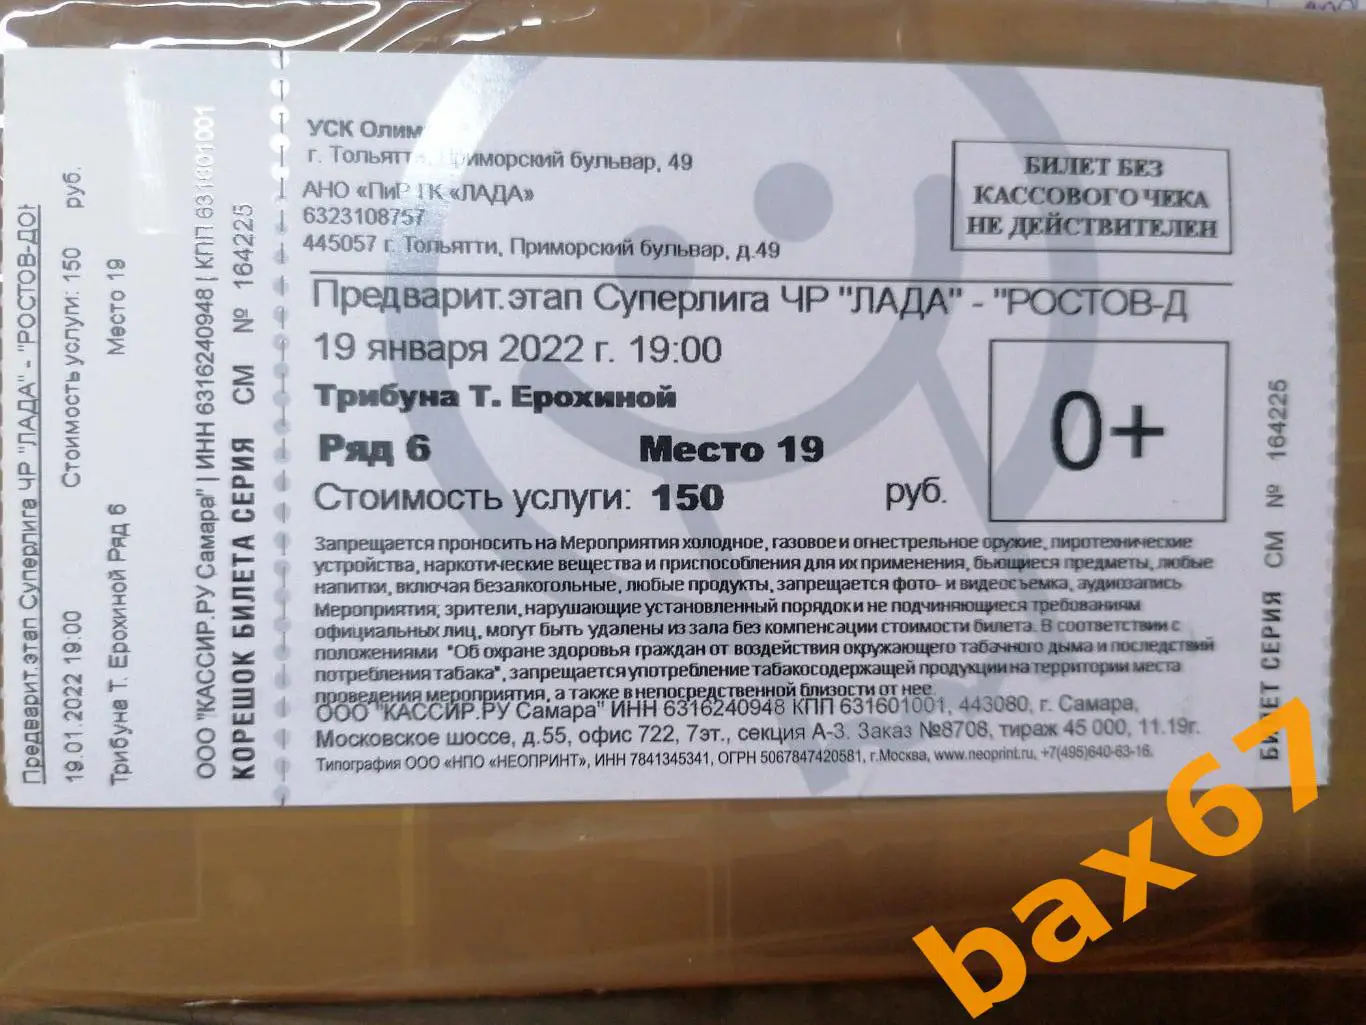 Предварит.этап Суперлига ЧР "ЛАДА" - "РОСТОВ-ДОН
19.01.2022 19:00 Стоимость услуги: 150 руб.
Трибуна Т. Ерохиной Ряд 6 Место 19
ООО "КАССИР.РУ Самара" | ИНН 6316240948 | КПП 631601001
КОРЕШОК БИЛЕТА СЕРИЯ СМ № 164225
УСК Олим
г. Тольятти, Приморский бульвар, 49
АНО «ПиР ГК «ЛАДА»
6323108757
445057 г. Тольятти, Приморский бульвар, д.49
БИЛЕТ БЕЗ
КАССОВОГО ЧЕКА
НЕ ДЕЙСТВИТЕЛЕН
Предварит.этап Суперлига ЧР "ЛАДА" - "РОСТОВ-Д
19 января 2022 г. 19:00
Трибуна Т. Ерохиной
Ряд 6 Место 19
Стоимость услуги: 150 руб.
0+
Запрещается проносить на Мероприятия холодное, газовое и огнестрельное оружие, пиротехнические
устройства, наркотические вещества и приспособления для их применения, бьющиеся предметы, любые
напитки, включая безалкогольные, любые продукты, запрещается фото- и видеосъемка, аудиозапись
Мероприятия; зрители, нарушающие установленный порядок и не подчиняющиеся требованиям
официальных лиц, могут быть удалены из зала без компенсации стоимости билета. В соответствии с
положениями "Об охране здоровья граждан от воздействия окружающего табачного дыма и последствий
потребления табака", запрещается употребление табакосодержащей продукции на территории места
проведения мероприятия, а также в непосредственной близости от нее.
ООО "КАССИР.РУ Самара" ИНН 6316240948 КПП 631601001, 443080, г. Самара,
Московское шоссе, д.55, офис 722, 7эт., секция А-3. Заказ №8708, тираж 45 000, 11.19г.
Типография ООО «НПО «НЕОПРИНТ», ИНН 7841345341, ОГРН 5067847420581, г.Москва, www.neoprint.ru, +7(495)640-63-16.
БИЛЕТ СЕРИЯ СМ № 164225
bax67